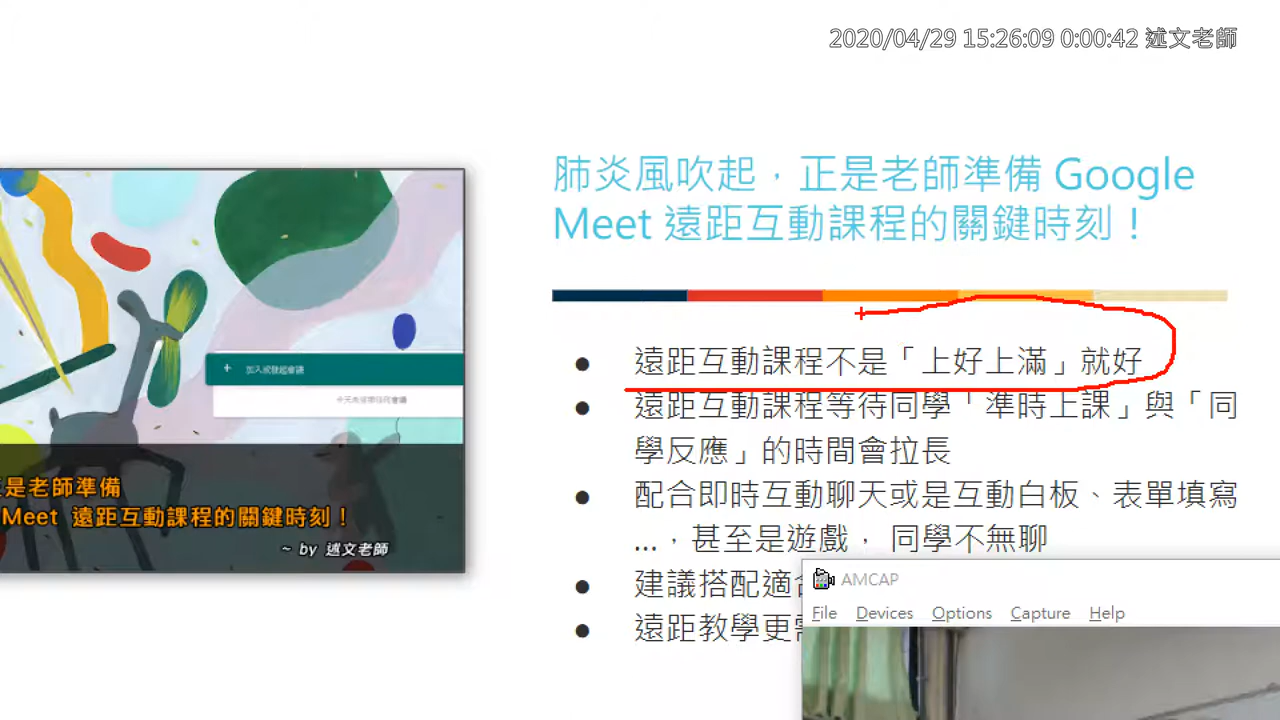 2020/04/29 15:26:09 0:00:42 述文老師
肺炎風吹起，正是老師準備 Google
Meet 遠距互動課程的關鍵時刻！
加入或發起會議
正是老師準備
Meet 遠距互動課程的關鍵時刻！
~ by 述文老師
● 遠距互動課程不是「上好上滿」就好
● 遠距互動課程等待同學「準時上課」與「同
學反應」的時間會拉長
● 配合即時互動聊天或是互動白板、表單填寫
...，甚至是遊戲， 同學不無聊
● 建議搭配適
● 遠距教學更
AMCAP
File Devices Options Capture Help